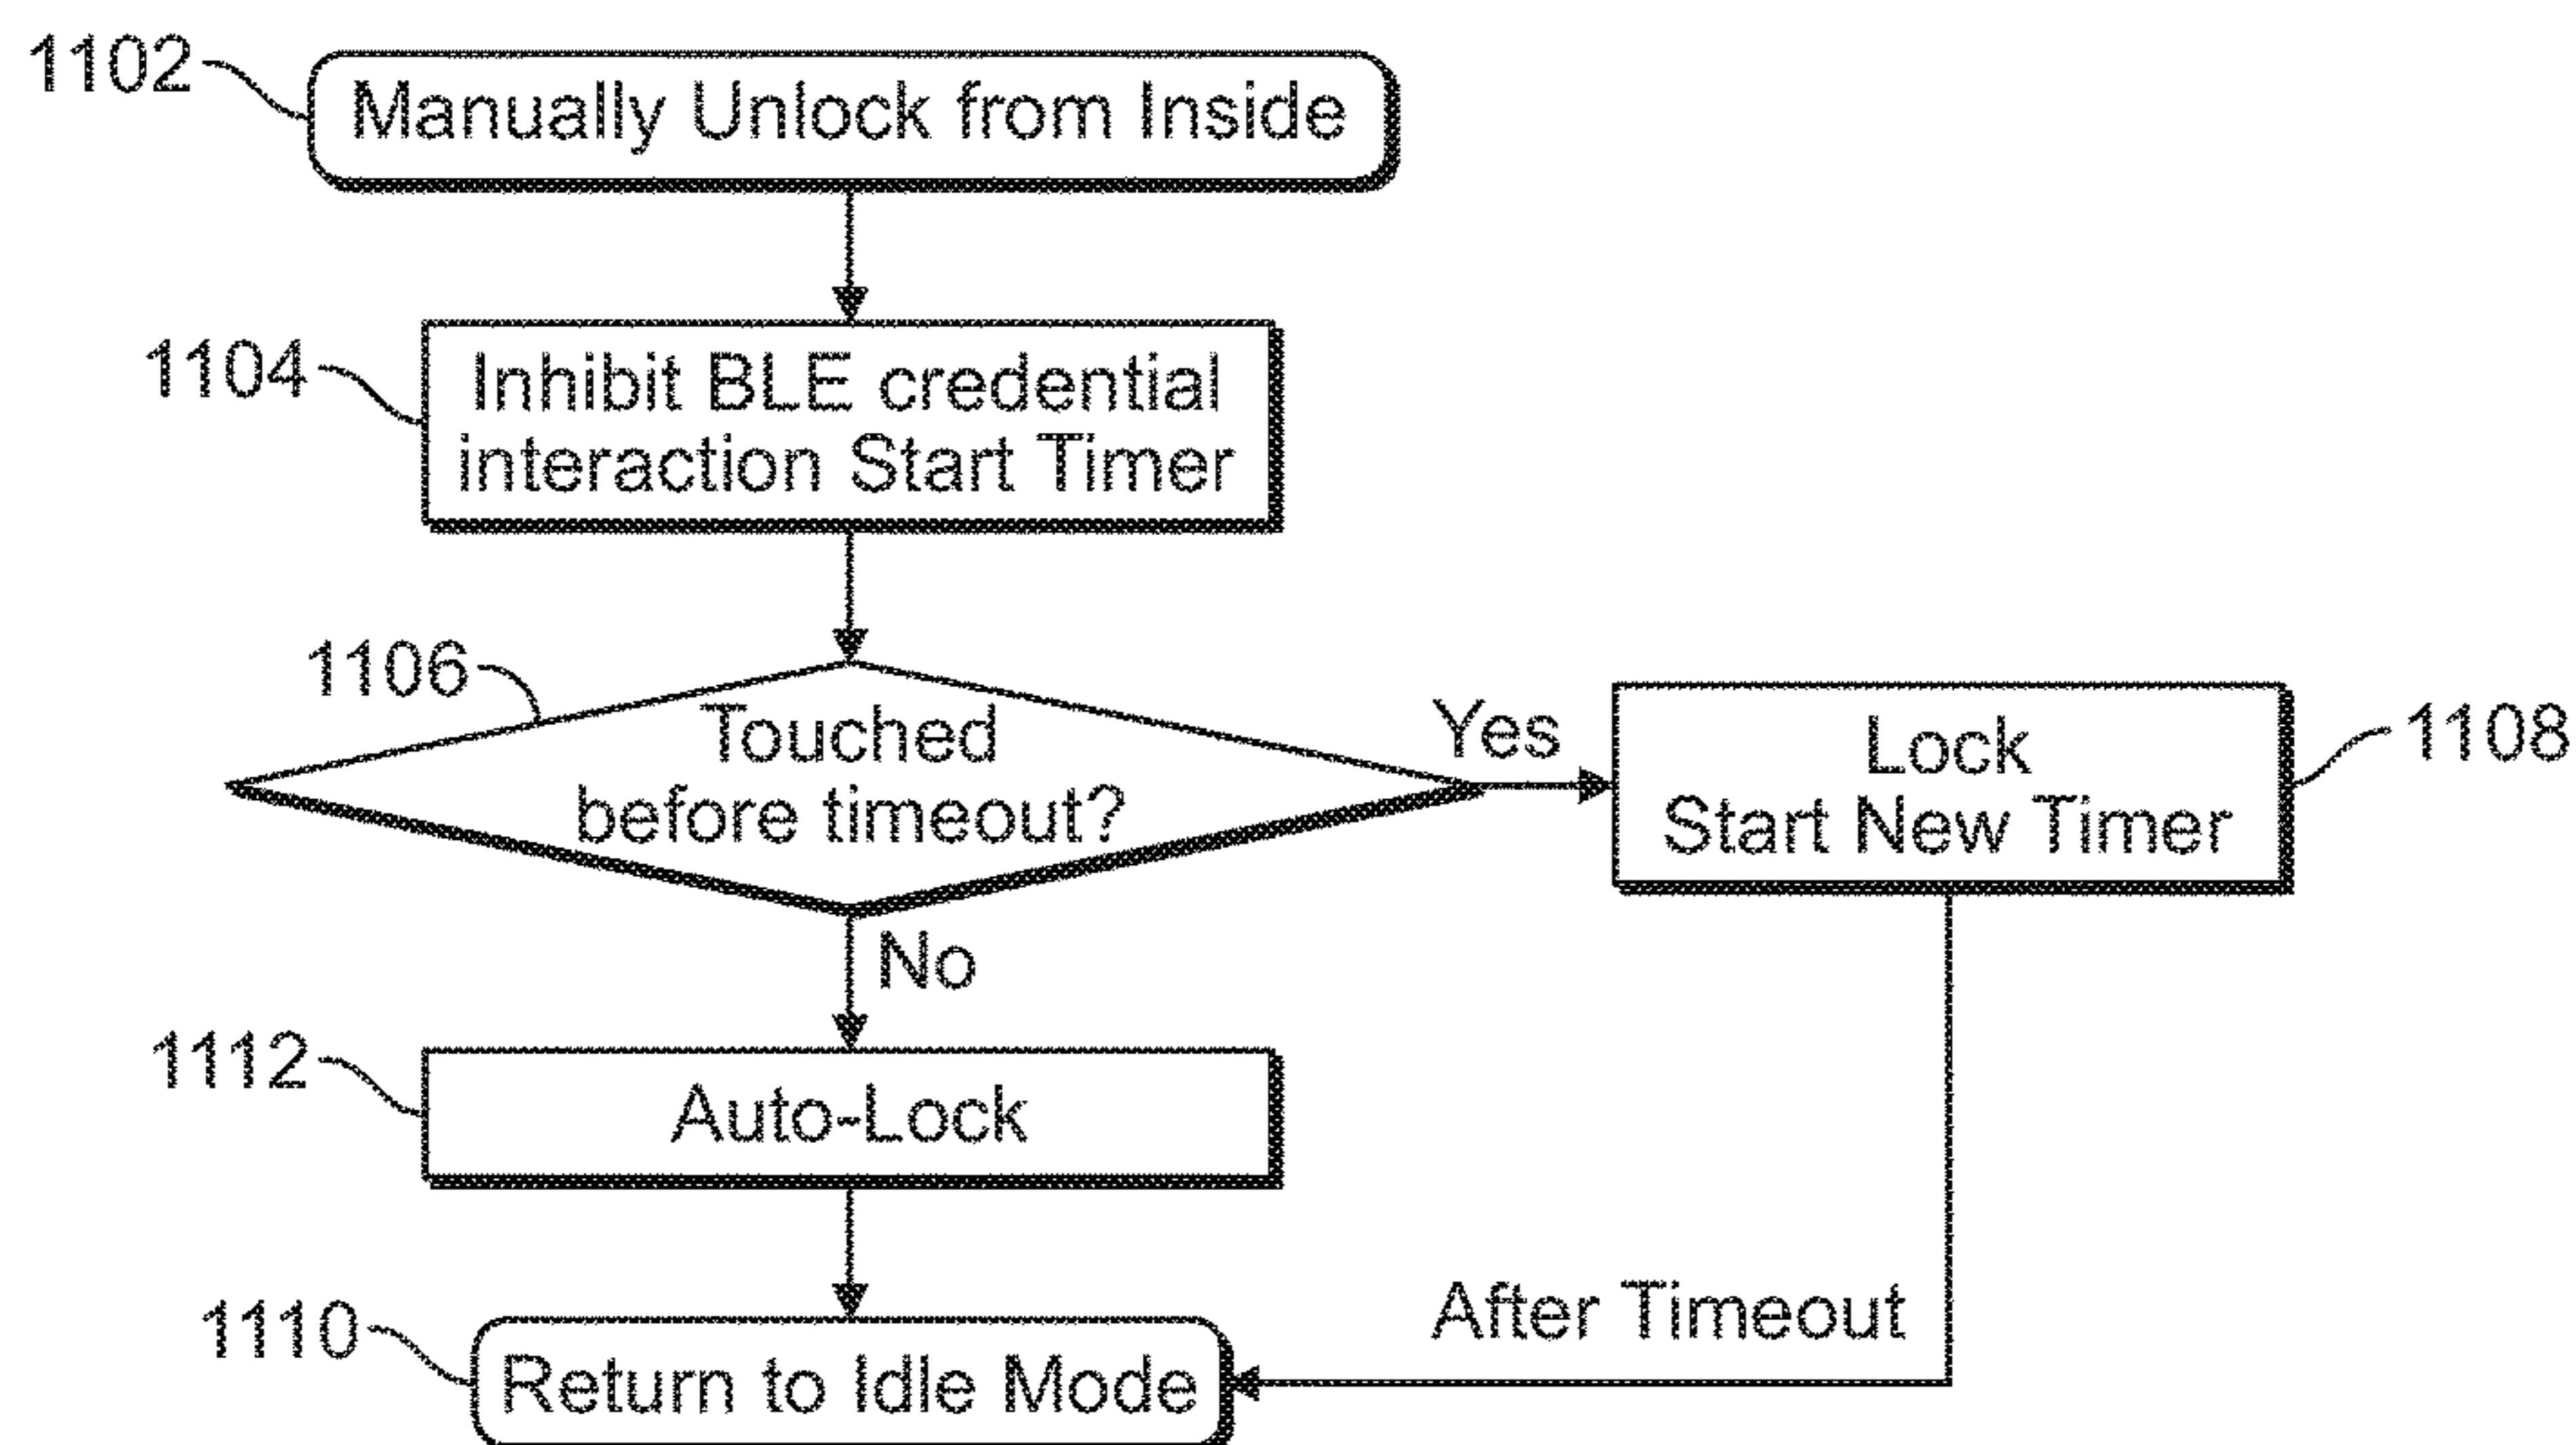 1102
Manually Unlock from Inside
1104
Inhibit BLE credential
interaction Start Timer
1106
Touched
before timeout?
Yes
Lock
Start New Timer
1108
No
1112
Auto-Lock
After Timeout
1110
Return to Idle Mode